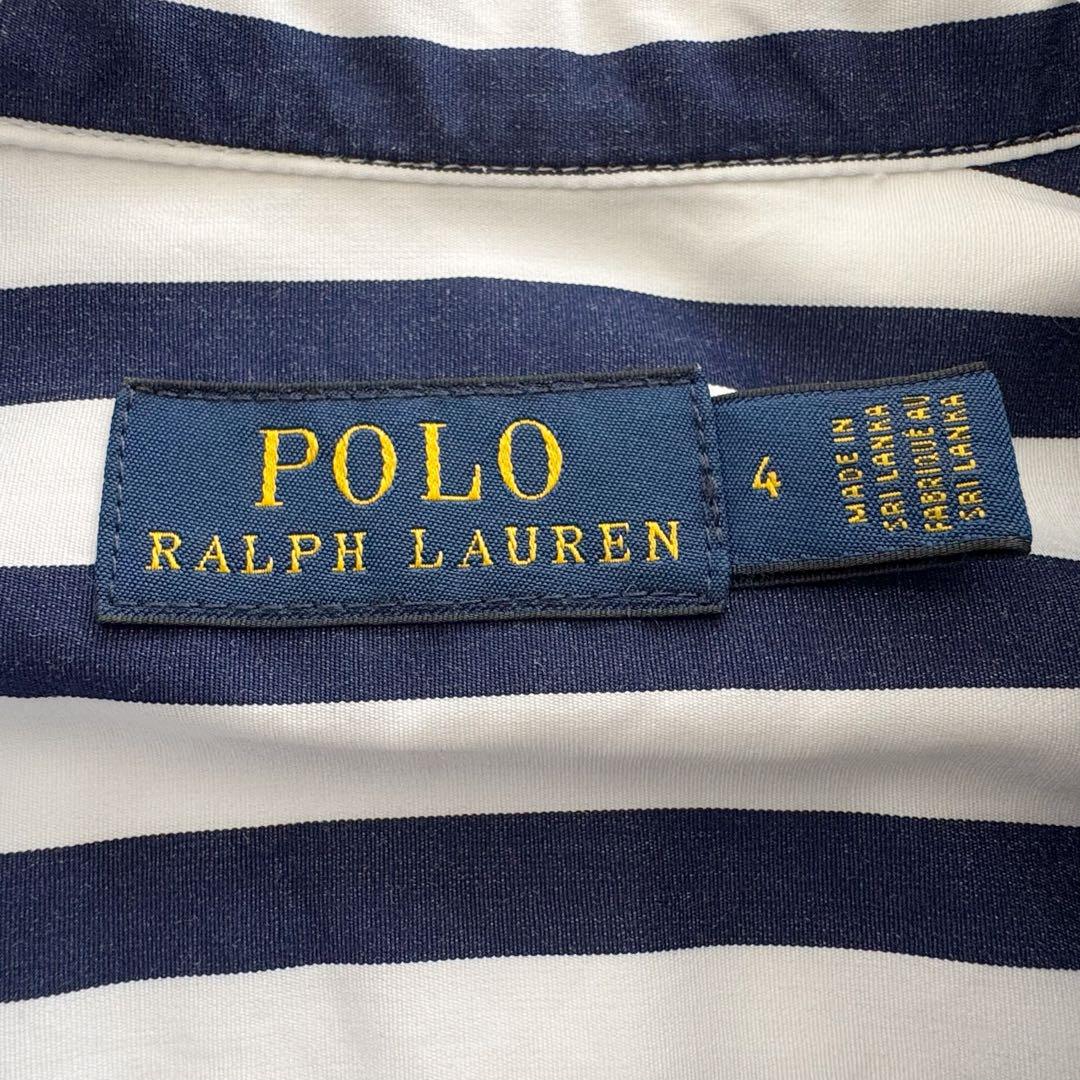 POLO
RALPH LAUREN
4
MADE IN
SRI LANKA
FABRIQUÉ AU
SRI LANKA